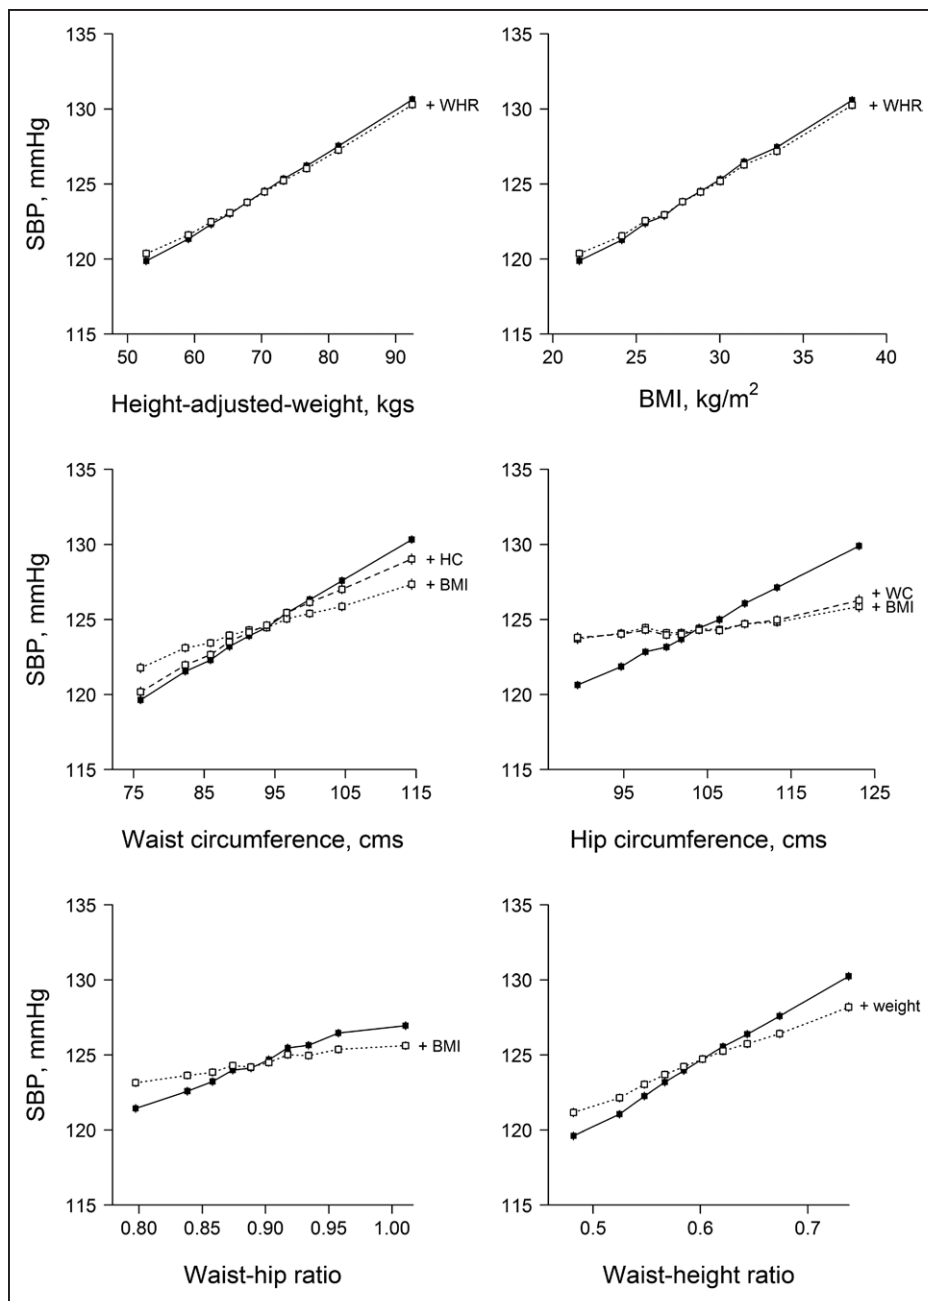 135
130
125
120
115
SBP, mmHg
+ WHR
50 60 70 80 90
Height-adjusted-weight, kgs
135
130
125
120
115
+ WHR
20 25 30 35 40
BMI, kg/m²
135
130
125
120
115
SBP, mmHg
+ HC
+ BMI
75 85 95 105 115
Waist circumference, cms
135
130
125
120
115
+ WC
+ BMI
95 105 115 125
Hip circumference, cms
135
130
125
120
115
SBP, mmHg
+ BMI
0.80 0.85 0.90 0.95 1.00
Waist-hip ratio
135
130
125
120
115
+ weight
0.5 0.6 0.7
Waist-height ratio